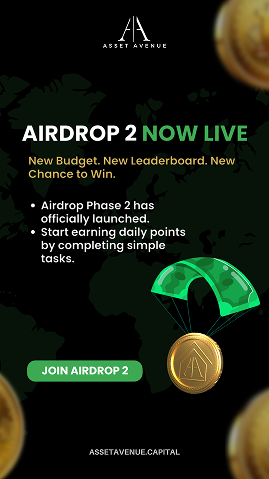 ASSET AVENUE
AIRDROP 2 NOW LIVE
New Budget. New Leaderboard. New
Chance to Win.
• Airdrop Phase 2 has
officially launched.
• Start earning daily points
by completing simple
tasks.
JOIN AIRDROP 2
ASSETAVENUE.CAPITAL